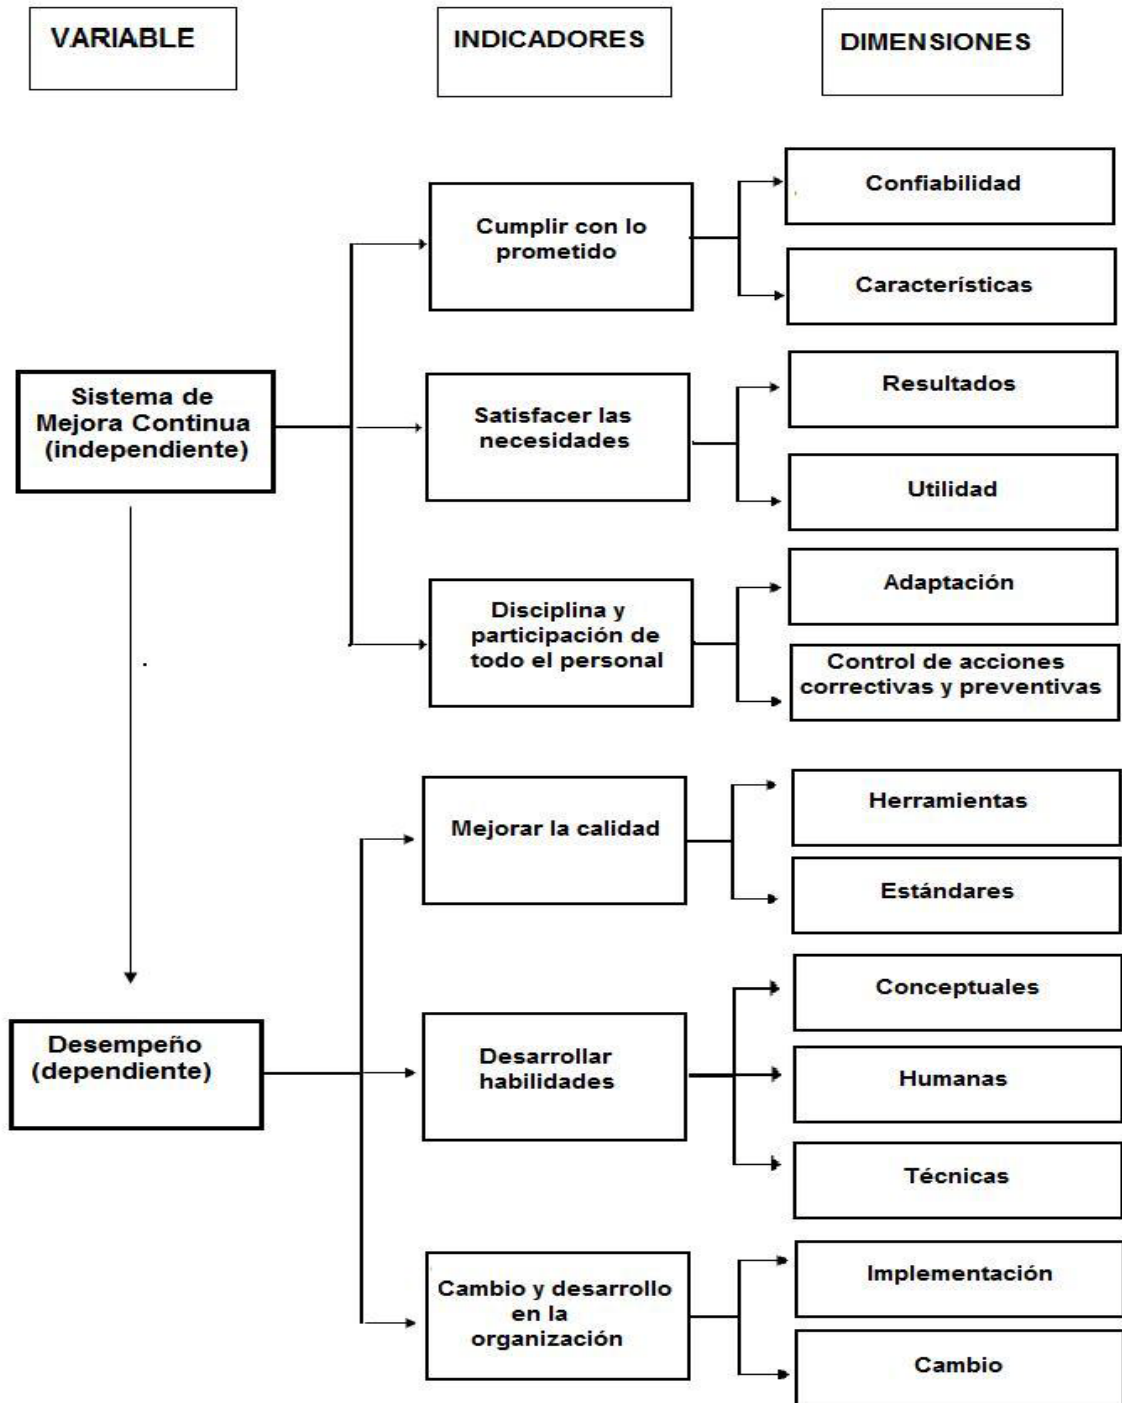 VARIABLE
INDICADORES
DIMENSIONES
Confiabilidad
Cumplir con lo
prometido
Característícas
Sistema de
Mejora Continua
(independiente)
Satisfacer las
necesidades
Resultados
Utilidad
Disciplina y
participación de
todo el personal
Adaptación
Control de acciones
correctivas y preventivas
Mejorar la calidad
Herramientas
Estándares
Desempeño
(dependiente)
Desarrollar
habilidades
Conceptuales
Humanas
Técnicas
Cambio y desarrollo
en la
organización
Implementación
Cambio